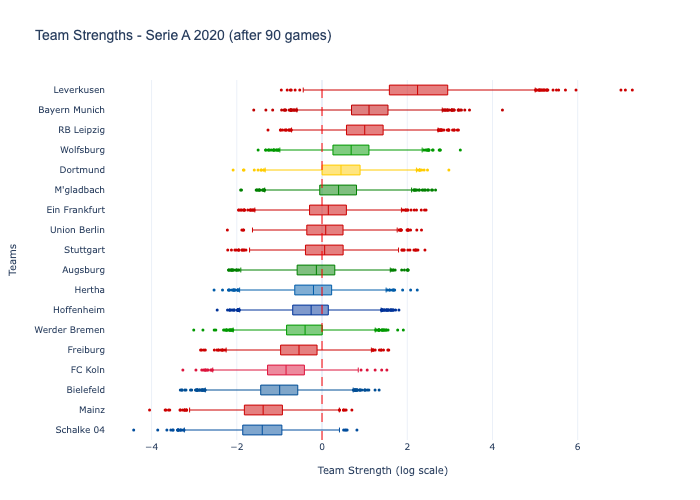 Team Strengths - Serie A 2020 (after 90 games)
Leverkusen
Bayern Munich
RB Leipzig
Wolfsburg
Dortmund
M'gladbach
Ein Frankfurt
Union Berlin
Stuttgart
Augsburg
Hertha
Hoffenheim
Werder Bremen
Freiburg
FC Koln
Bielefeld
Mainz
Schalke 04
Teams
−4 −2 0 2 4 6
Team Strength (log scale)